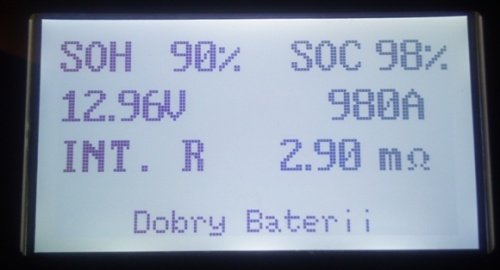 SOH 90% SOC 98%
12.96V 980A
INT. R 2.90 mΩ
Dobry Baterii